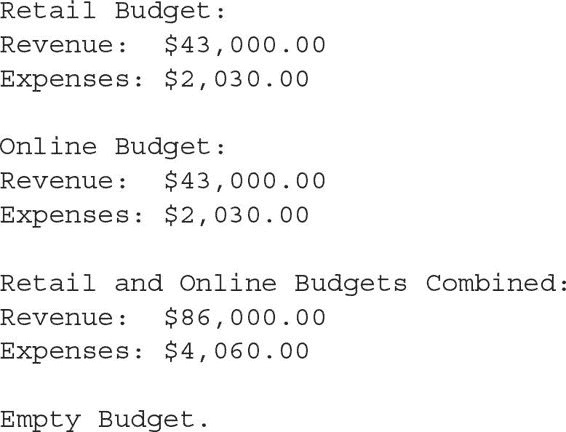 Retail Budget:
Revenue:  $43,000.00
Expenses: $2,030.00

Online Budget:
Revenue:  $43,000.00
Expenses: $2,030.00

Retail and Online Budgets Combined:
Revenue:  $86,000.00
Expenses: $4,060.00

Empty Budget.